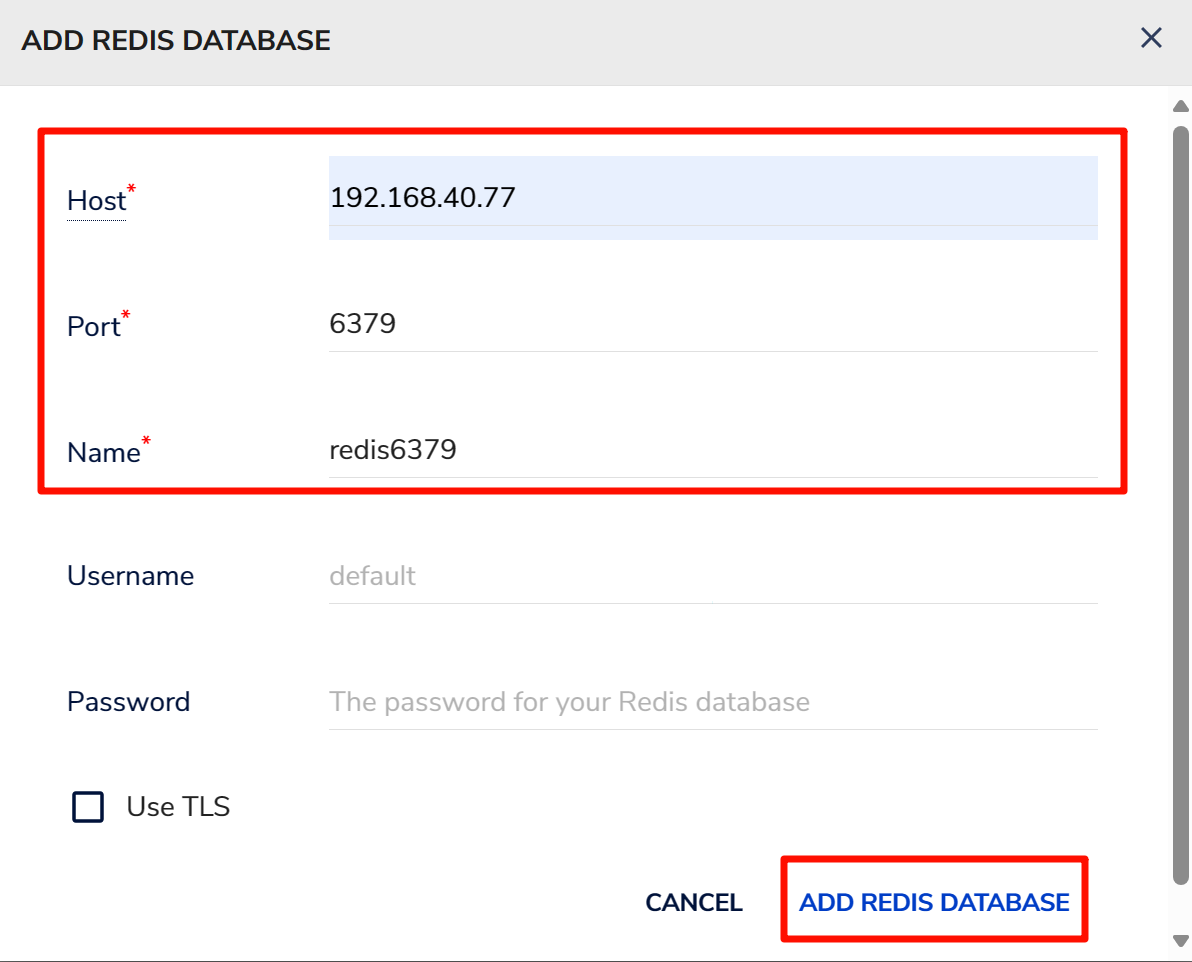 ADD REDIS DATABASE
Host* 192.168.40.77
Port* 6379
Name* redis6379
Username default
Password The password for your Redis database
Use TLS
CANCEL ADD REDIS DATABASE